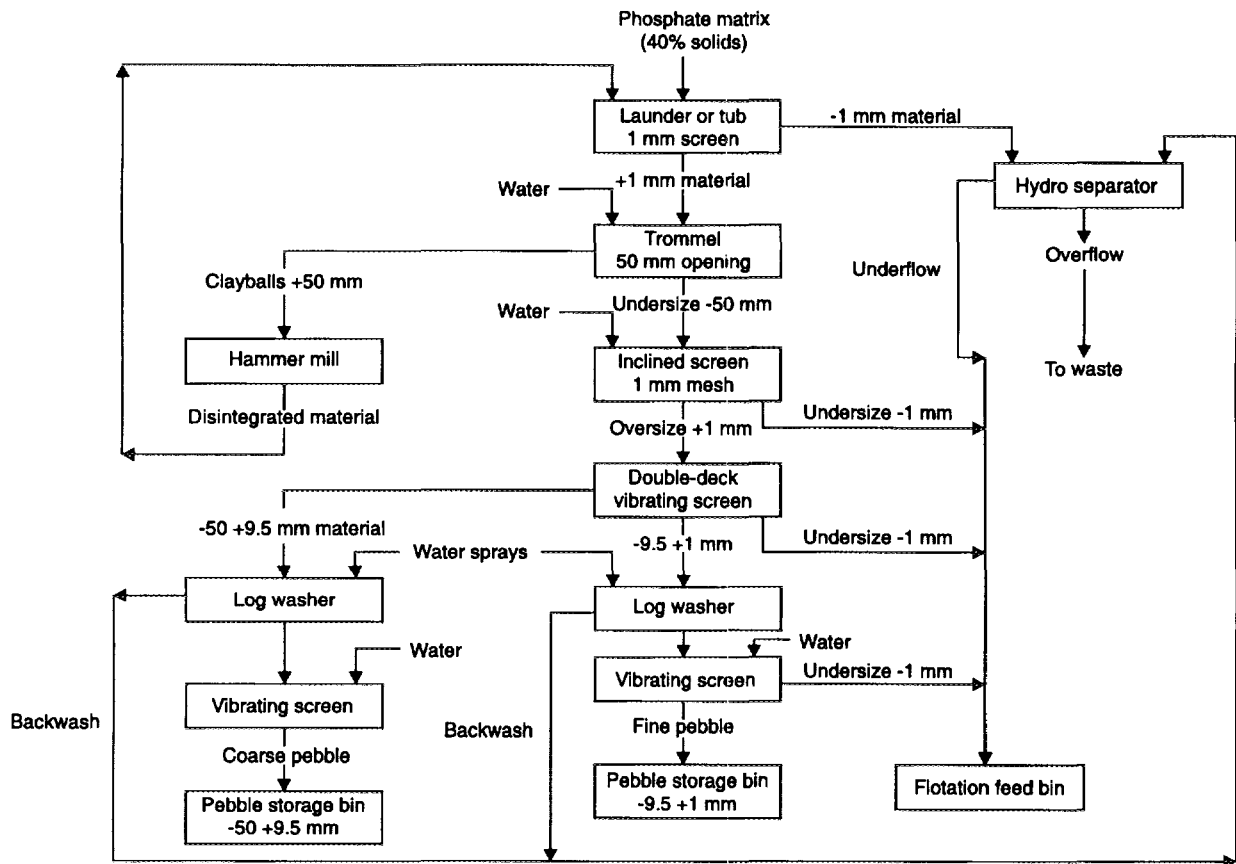 Phosphate matrix
(40% solids)
Launder or tub
1 mm screen
-1 mm material
+1 mm material
Water
Hydro separator
Trommel
50 mm opening
Underflow
Overflow
Clayballs +50 mm
Undersize -50 mm
Water
Hammer mill
Inclined screen
1 mm mesh
To waste
Disintegrated material
Undersize -1 mm
Oversize +1 mm
Double-deck
vibrating screen
-50 +9.5 mm material
Undersize -1 mm
-9.5 +1 mm
Water sprays
Log washer
Log washer
Water
Water
Vibrating screen
Undersize -1 mm
Vibrating screen
Backwash
Backwash
Fine pebble
Coarse pebble
Pebble storage bin
-9.5 +1 mm
Flotation feed bin
Pebble storage bin
-50 +9.5 mm